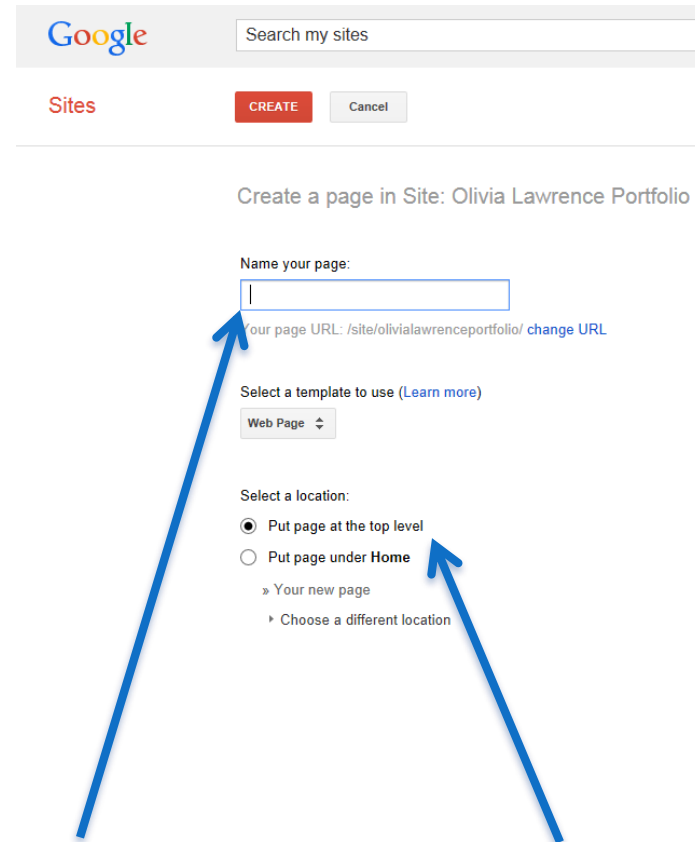 Google
Search my sites
Sites
CREATE
Cancel
Create a page in Site: Olivia Lawrence Portfolio
Name your page:
Your page URL: /site/olivialawrenceportfolio/ change URL
Select a template to use (Learn more)
Web Page
Select a location:
Put page at the top level
Put page under Home
» Your new page
Choose a different location